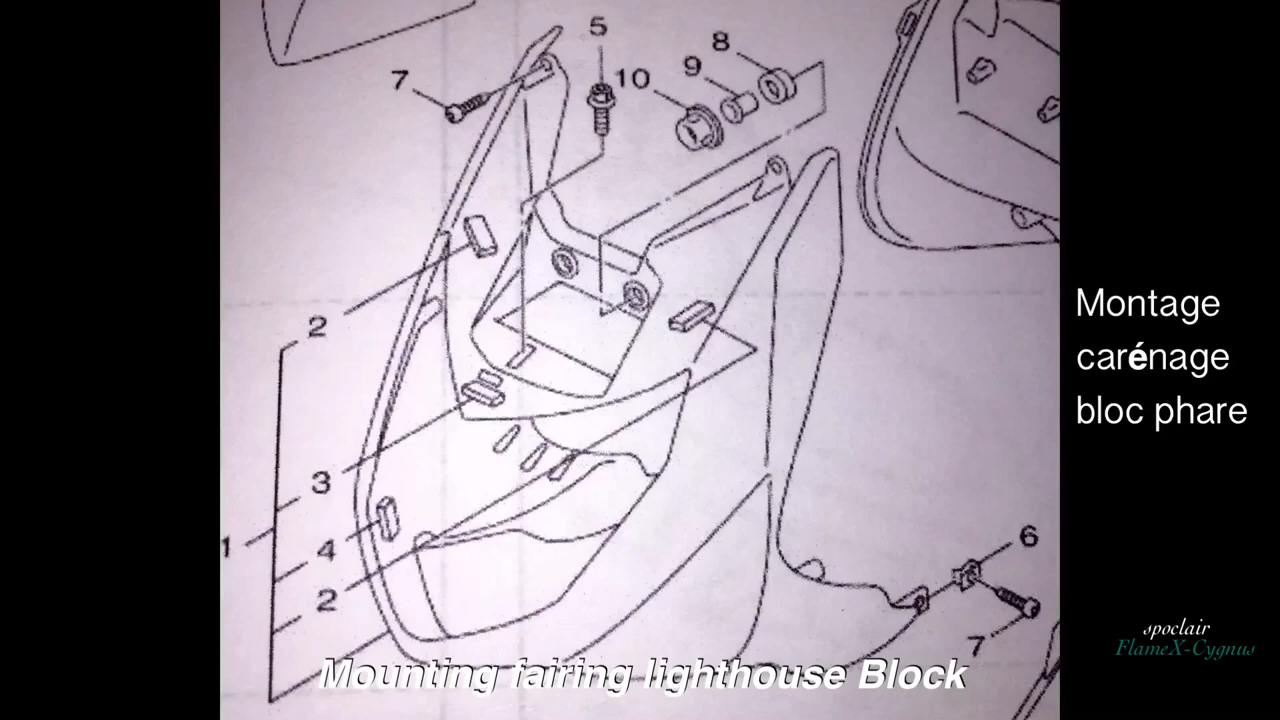 5
8
7
9
10
2
3
1
4
6
2
7
Montage
carénage
bloc phare
spoclair
FlameX-Cygnus
Mounting fairing lighthouse Block